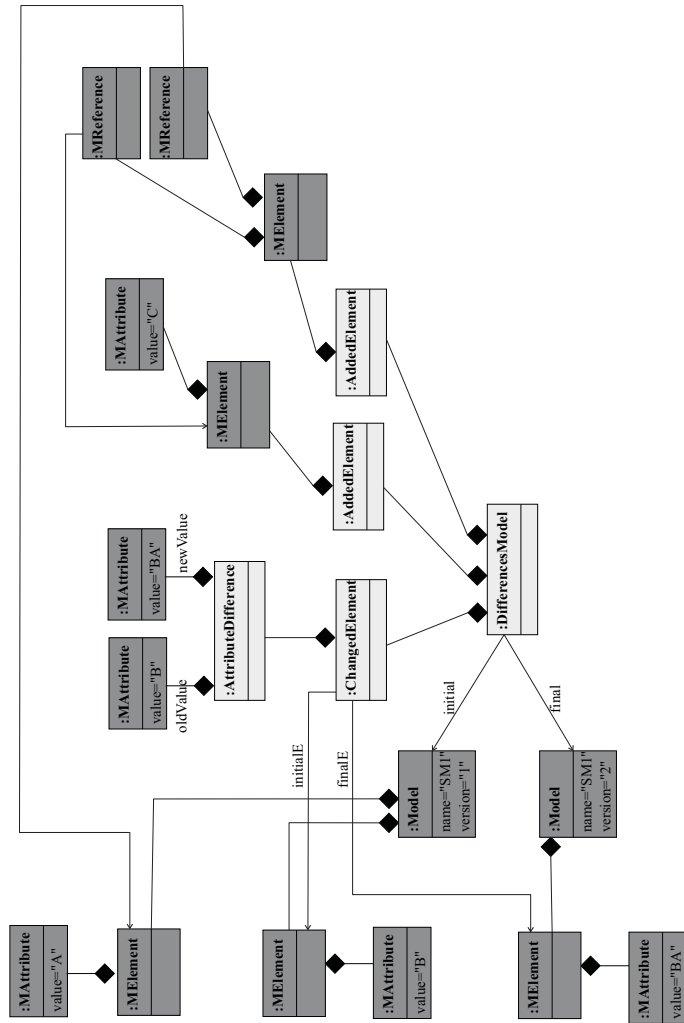 :MReference
:MReference
:MElement
:MAttribute
value="C"
:MElement
:AddedElement
:AddedElement
:MAttribute
value="BA"
newValue
:MAttribute
value="B"
oldValue
:AttributeDifference
:ChangedElement
:DifferencesModel
initialE
finalE
initial
final
:Model
name="SM1"
version="1"
:Model
name="SM1"
version="2"
:MAttribute
value="A"
:MElement
:MElement
:MAttribute
value="B"
:MElement
:MAttribute
value="BA"